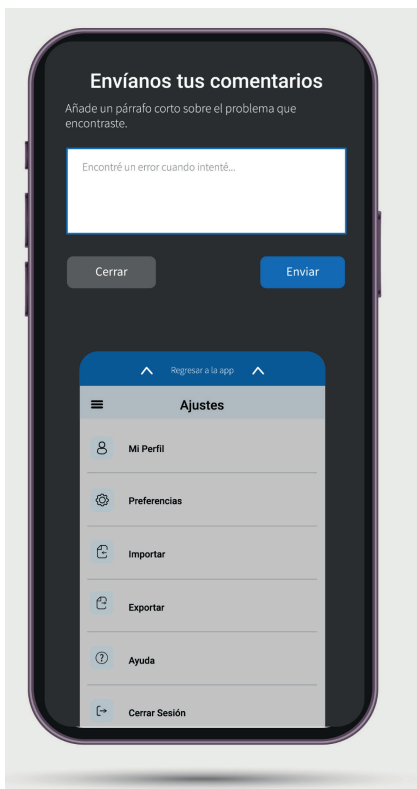 Envíanos tus comentarios
Añade un párrafo corto sobre el problema que
encontraste.
Encontré un error cuando intenté...
Cerrar
Enviar
Regresar a la app
Ajustes
Mi Perfil
Preferencias
Importar
Exportar
Ayuda
Cerrar Sesión